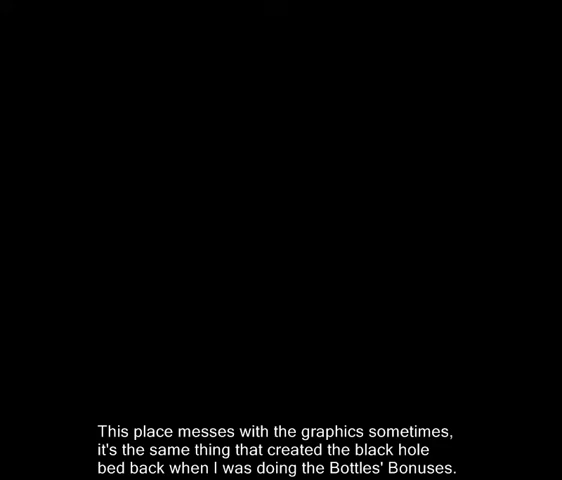 This place messes with the graphics sometimes,
it's the same thing that created the black hole
bed back when I was doing the Bottles' Bonuses.